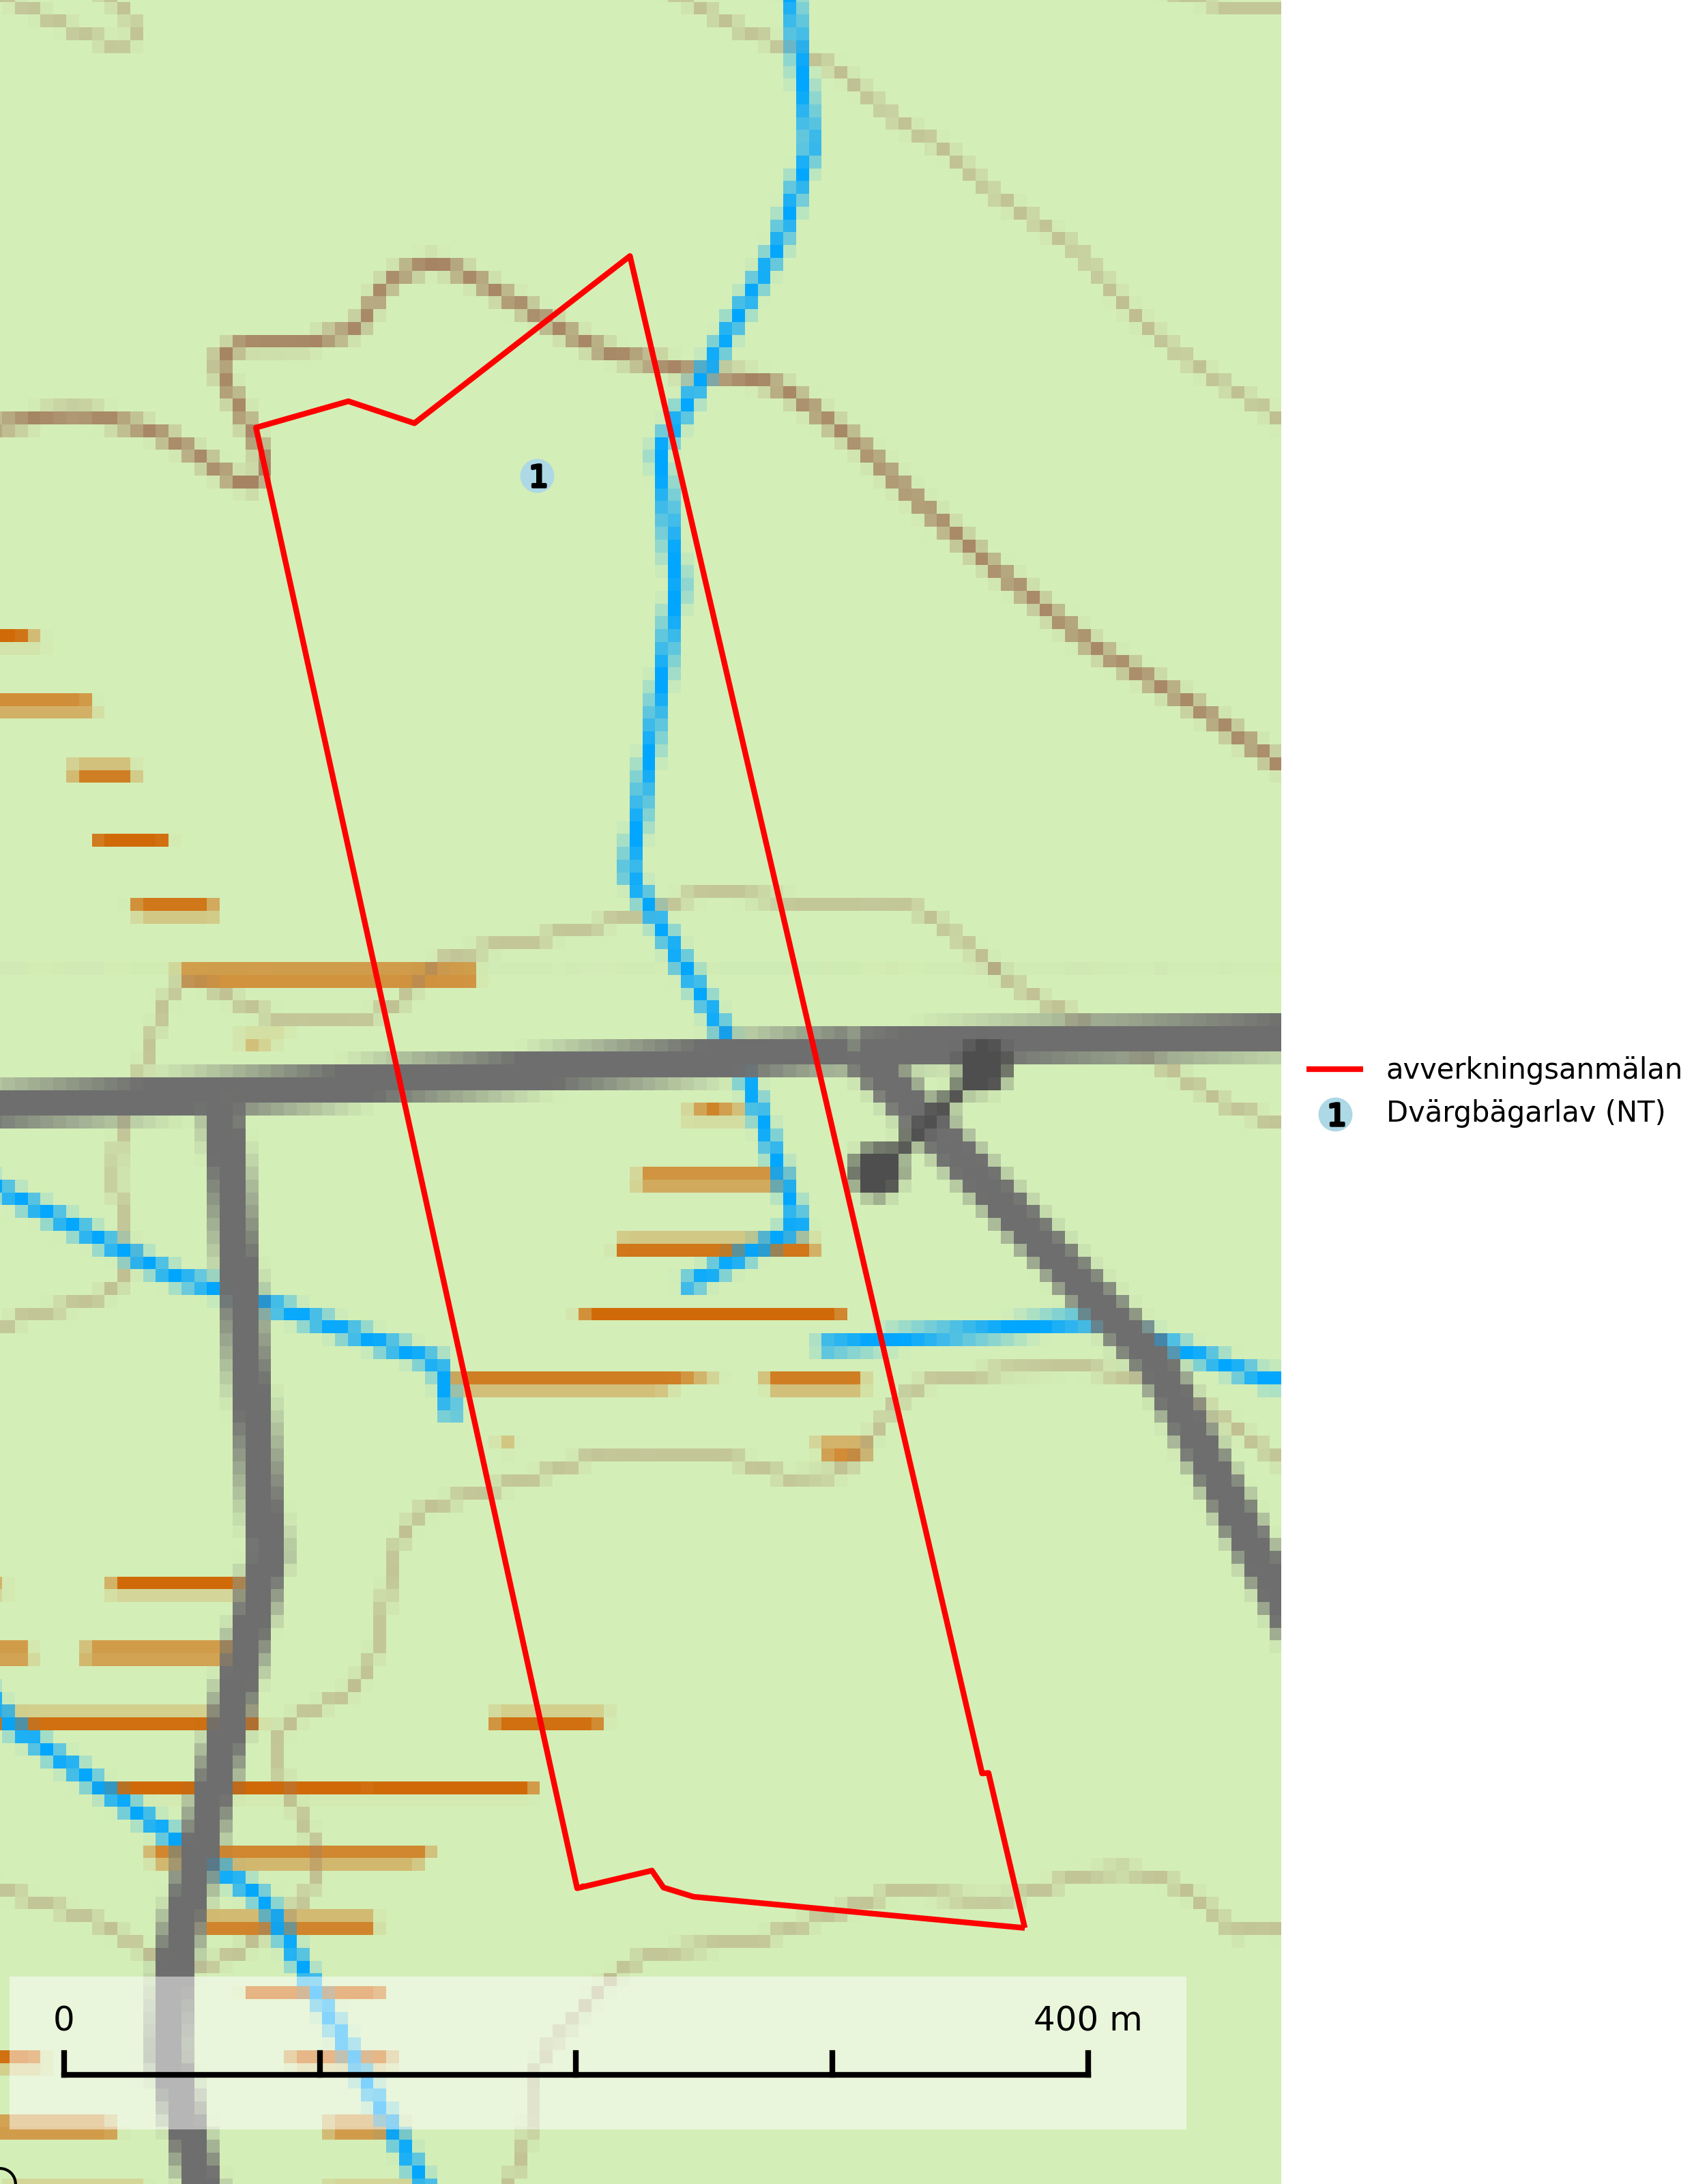 1
avverkningsanmälan
1 Dvärgbägarlav (NT)
0 400 m